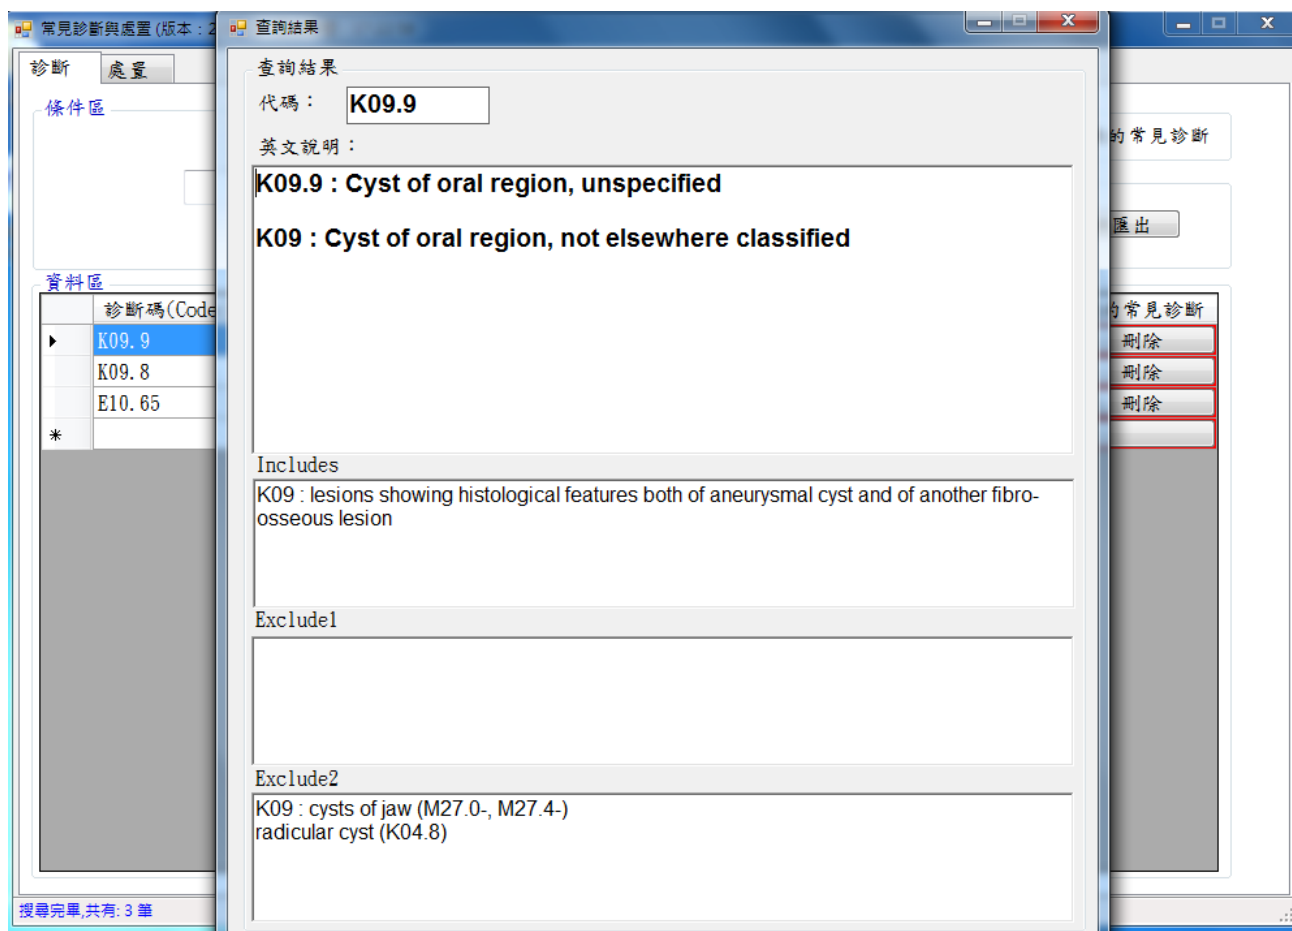 常見診斷與處置 (版本：2
查詢結果
診斷
處置
條件區
的常見診斷
匯出
資料區
診斷碼(Code
的常見診斷
K09.9
刪除
K09.8
刪除
E10.65
刪除
搜尋完畢,共有: 3 筆
查詢結果
代碼：
K09.9
英文說明：
K09.9 : Cyst of oral region, unspecified
K09 : Cyst of oral region, not elsewhere classified
Includes
K09 : lesions showing histological features both of aneurysmal cyst and of another fibro-
osseous lesion
Exclude1
Exclude2
K09 : cysts of jaw (M27.0-, M27.4-)
radicular cyst (K04.8)